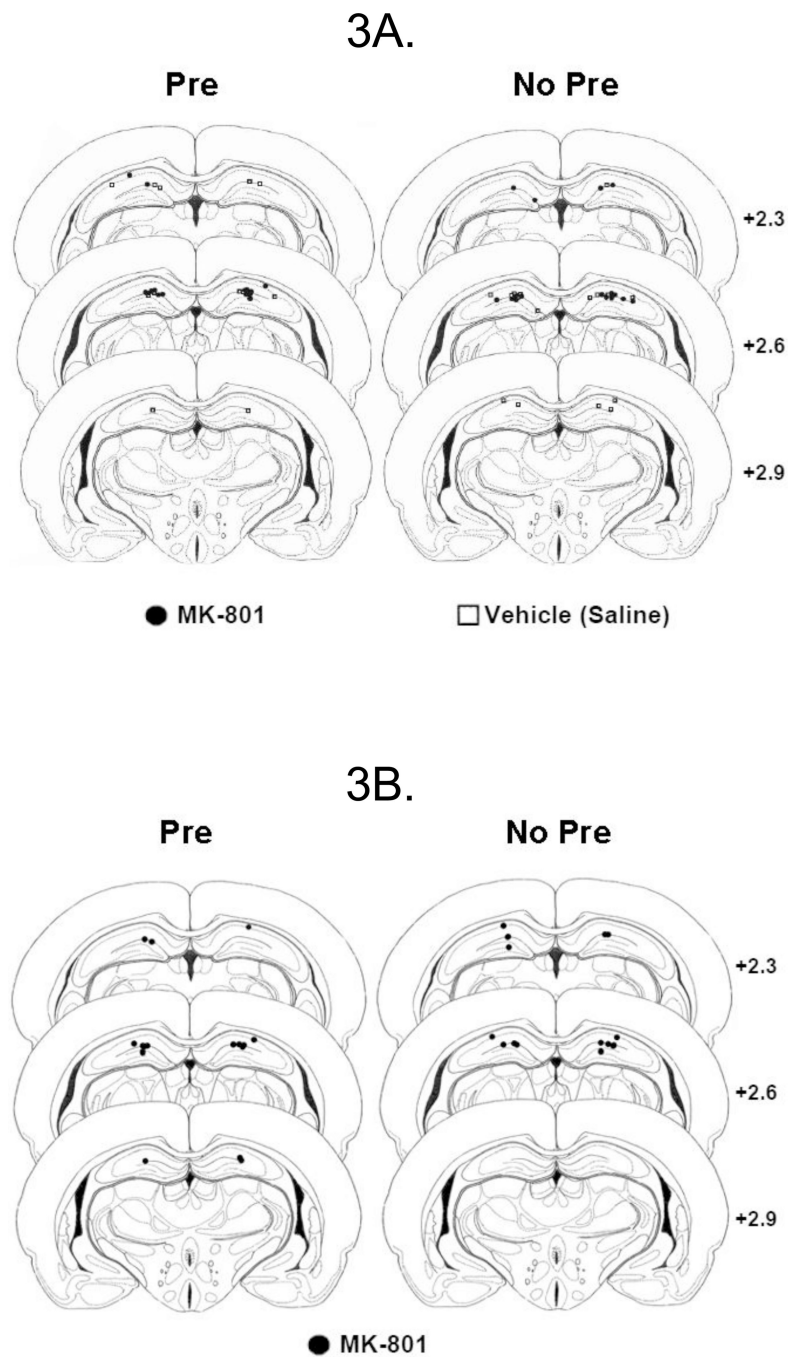 3A.
Pre No Pre
+2.3
+2.6
+2.9
MK-801 Vehicle (Saline)
3B.
Pre No Pre
+2.3
+2.6
+2.9
MK-801